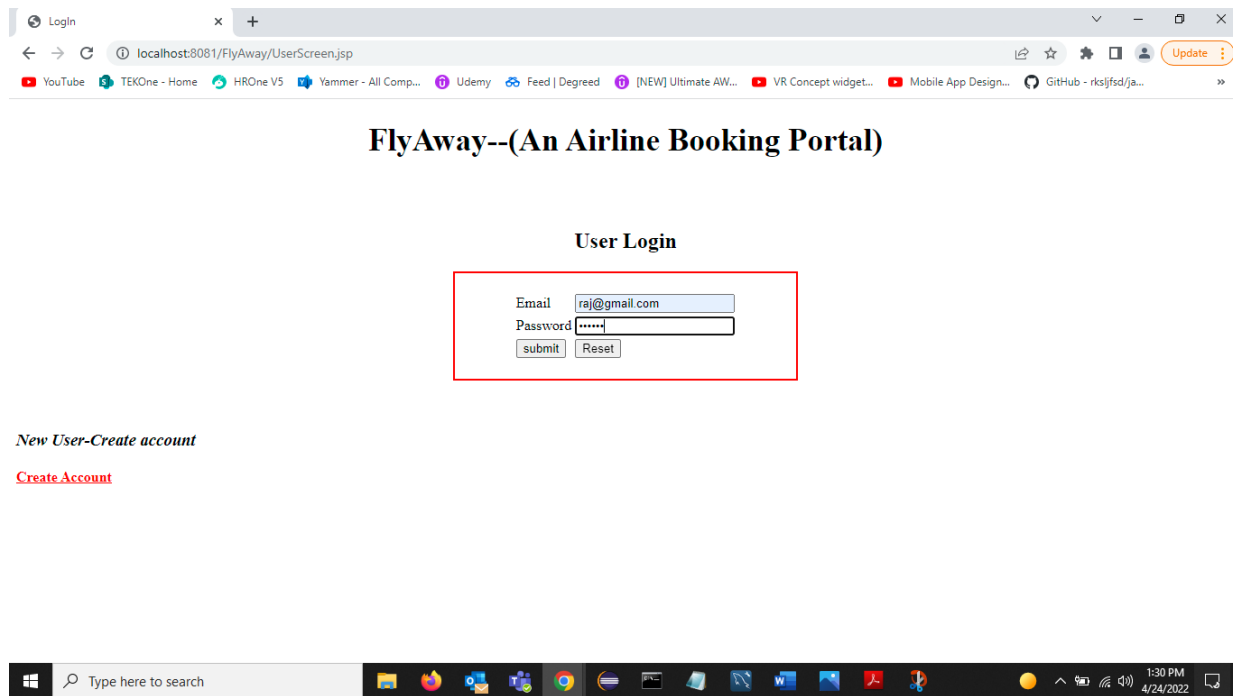 LogIn
localhost:8081/FlyAway/UserScreen.jsp
Update
YouTube TEKOne - Home HROne V5 Yammer - All Comp... Udemy Feed | Degreed [NEW] Ultimate AW... VR Concept widget... Mobile App Design... GitHub - rksljfsd/ja... »
FlyAway--(An Airline Booking Portal)
User Login
Email raj@gmail.com
Password ••••••
submit Reset
New User-Create account
Create Account
Type here to search
1:30 PM
4/24/2022